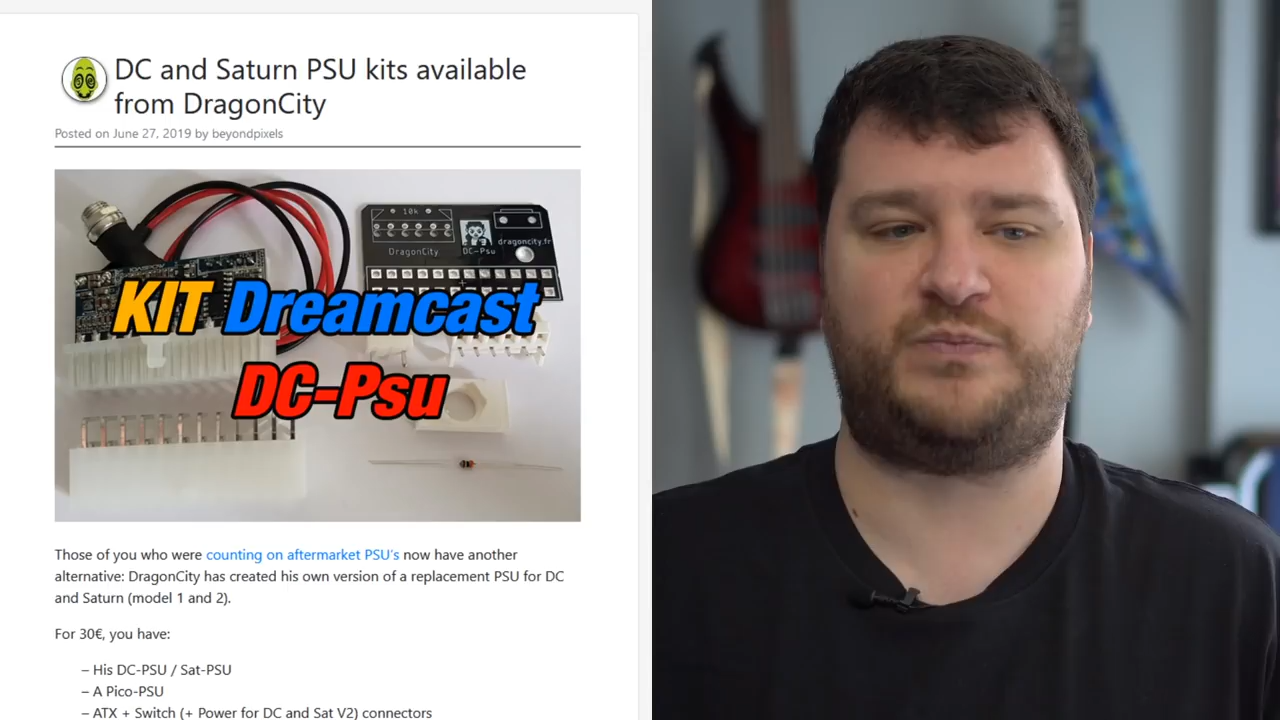 DC and Saturn PSU kits available
from DragonCity
Posted on June 27, 2019 by beyondpixels
10k
DragonCity
DC-Psu
dragoncity.fr
KIT Dreamcast
DC-Psu
Those of you who were counting on aftermarket PSU's now have another
alternative: DragonCity has created his own version of a replacement PSU for DC
and Saturn (model 1 and 2).
For 30€, you have:
– His DC-PSU / Sat-PSU
– A Pico-PSU
– ATX + Switch (+ Power for DC and Sat V2) connectors